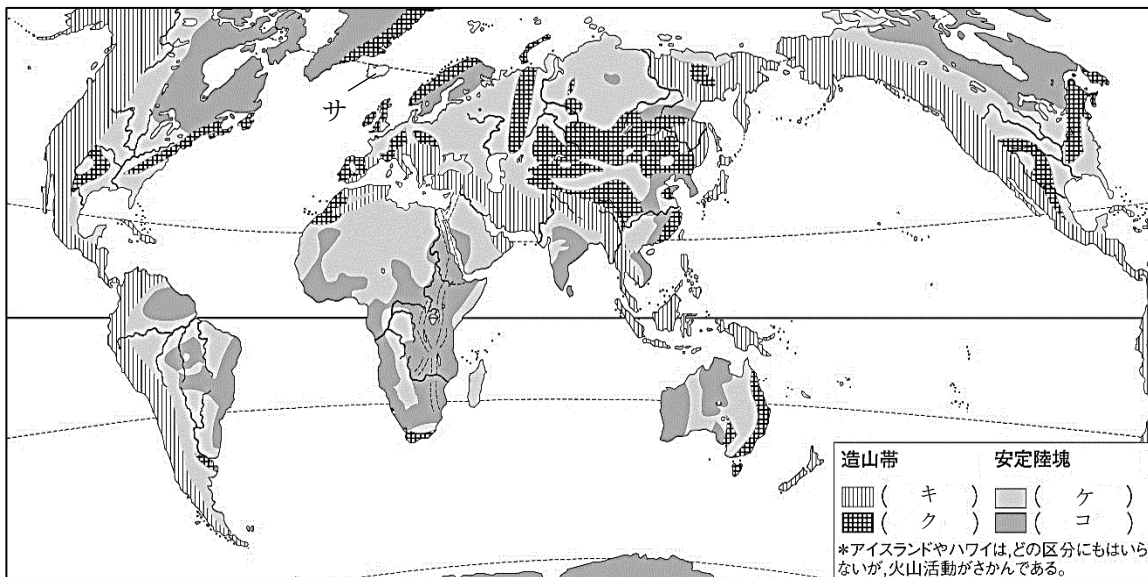 サ
造山帯 安定陸塊
( キ ) ( ケ )
( ク ) ( コ )
*アイスランドやハワイは,どの区分にもはいら
ないが,火山活動がさかんである。